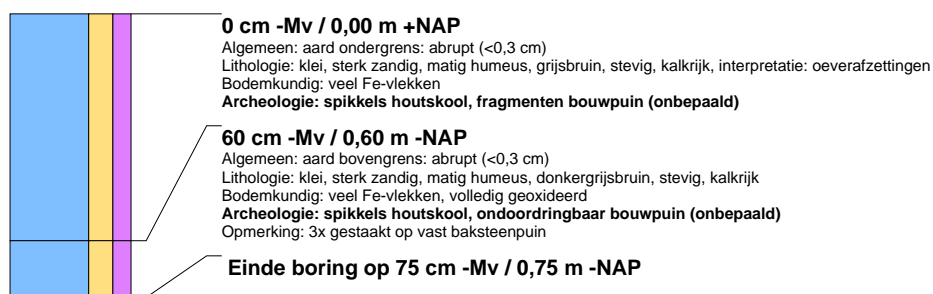 0 cm -Mv / 0,00 m +NAP
Algemeen: aard ondergrens: abrupt (<0,3 cm)
Lithologie: klei, sterk zandig, matig humeus, grijsbruin, stevig, kalkrijk, interpretatie: oeverafzettingen
Bodemkundig: veel Fe-vlekken
Archeologie: spikkels houtskool, fragmenten bouwpuin (onbepaald)
60 cm -Mv / 0,60 m -NAP
Algemeen: aard bovengrens: abrupt (<0,3 cm)
Lithologie: klei, sterk zandig, matig humeus, donkergrijsbruin, stevig, kalkrijk
Bodemkundig: veel Fe-vlekken, volledig geoxideerd
Archeologie: spikkels houtskool, ondoordringbaar bouwpuin (onbepaald)
Opmerking: 3x gestaakt op vast baksteenpuin
Einde boring op 75 cm -Mv / 0,75 m -NAP